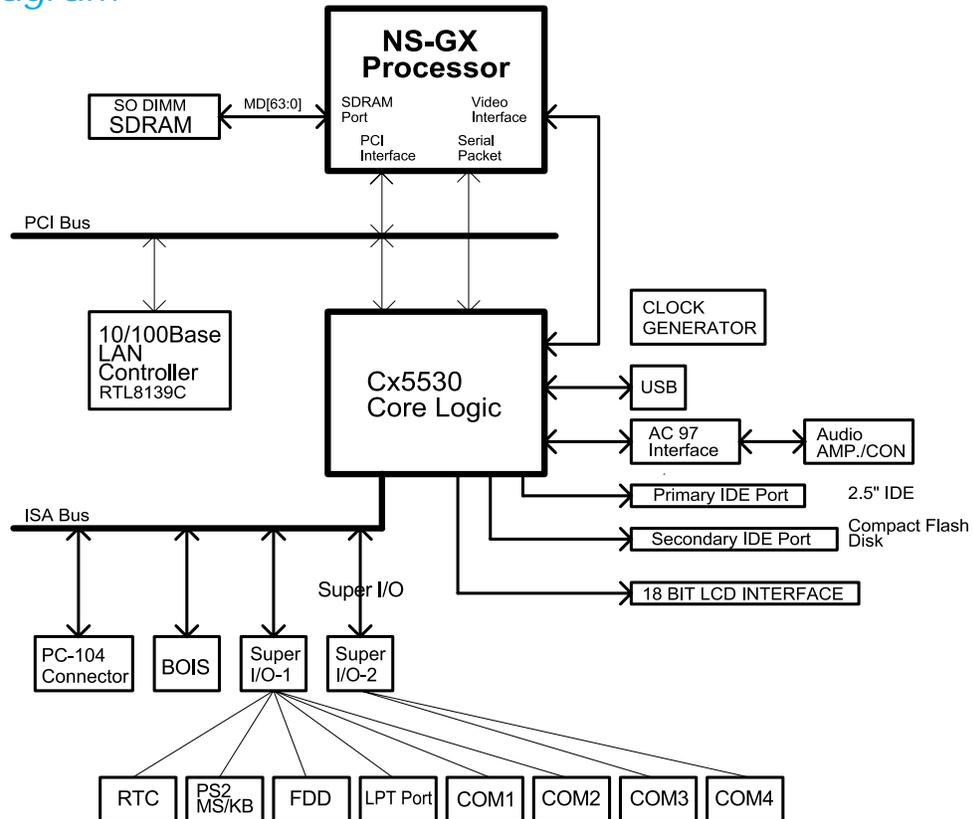 NS-GX
Processor
SDRAM
Port
Video
Interface
PCI
Interface
Serial
Packet
SO DIMM
SDRAM
MD[63:0]
PCI Bus
10/100Base
LAN
Controller
RTL8139C
Cx5530
Core Logic
CLOCK
GENERATOR
USB
AC 97
Interface
Audio
AMP./CON
Primary IDE Port
2.5" IDE
Secondary IDE Port
Compact Flash
Disk
18 BIT LCD INTERFACE
ISA Bus
Super I/O
PC-104
Connector
BOIS
Super
I/O-1
Super
I/O-2
RTC
PS2
MS/KB
FDD
LPT Port
COM1
COM2
COM3
COM4